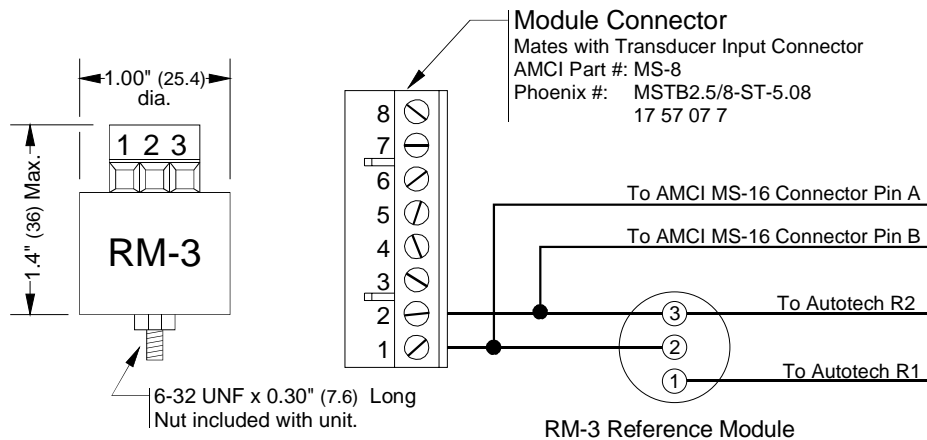 Module Connector
Mates with Transducer Input Connector
AMCI Part #: MS-8
Phoenix #: MSTB2.5/8-ST-5.08
17 57 07 7
1.00" (25.4)
dia.
1 2 3
1.4" (36) Max.
RM-3
6-32 UNF x 0.30" (7.6) Long
Nut included with unit.
8
7
6
5
4
3
2
1
To AMCI MS-16 Connector Pin A
To AMCI MS-16 Connector Pin B
3
To Autotech R2
2
To Autotech R1
1
RM-3 Reference Module